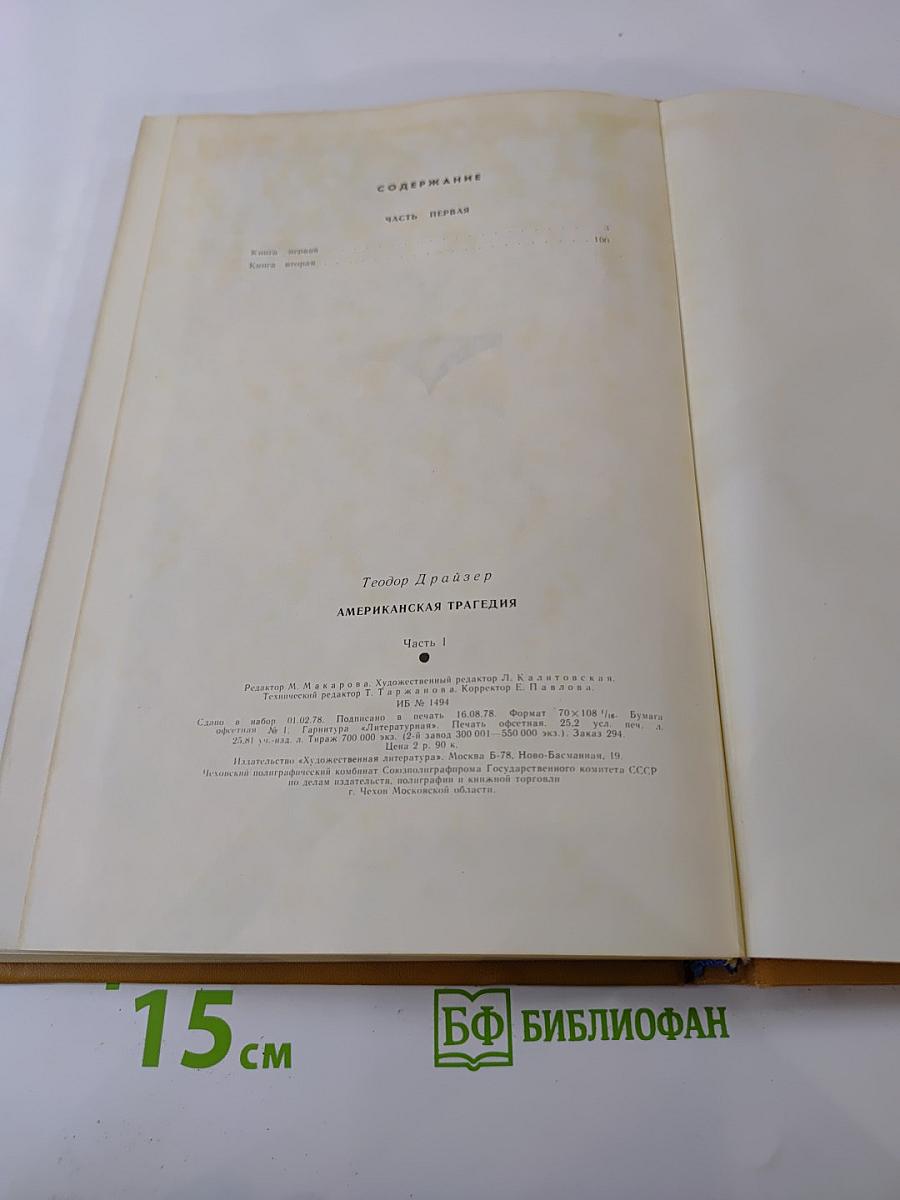 СОДЕРЖАНИЕ
ЧАСТЬ ПЕРВАЯ
Книга первая . . . 3
Книга вторая . . . 166
Теодор Драйзер
АМЕРИКАНСКАЯ ТРАГЕДИЯ
Часть 1
Редактор М. Макарова. Художественный редактор Л. Калитовская.
Технический редактор Т. Таржанова. Корректор Е. Павлова.
ИБ № 1494
Сдано в набор 01.02.78. Подписано в печать 16.08.78. Формат 70×108 1/16. Бумага
офсетная № 1. Гарнитура «Литературная». Печать офсетная. 25,2 усл. печ. л.
25,81 уч.-изд. л. Тираж 700 000 экз. (2-й завод 300 001—550 000 экз.). Заказ 294.
Цена 2 р. 90 к.
Издательство «Художественная литература». Москва Б-78, Ново-Басманная, 19.
Чеховский полиграфический комбинат Союзполиграфпрома Государственного комитета СССР
по делам издательств, полиграфии и книжной торговли
г. Чехов Московской области.
15 см
БФ БИБЛИОФАН